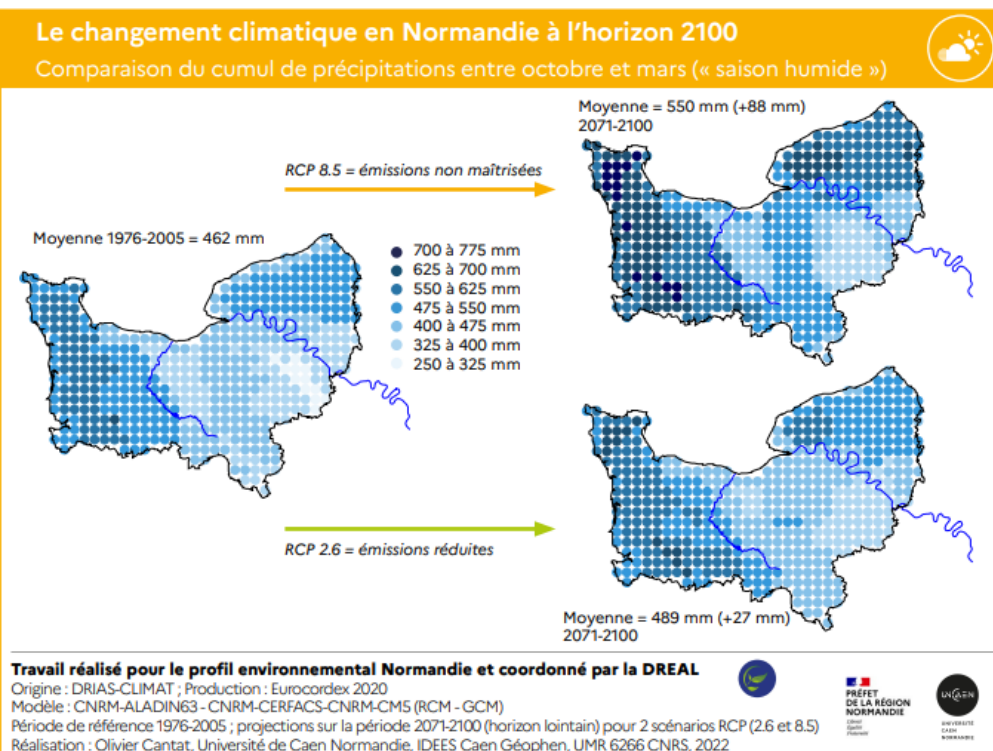 Le changement climatique en Normandie à l'horizon 2100
Comparaison du cumul de précipitations entre octobre et mars (« saison humide »)
Moyenne = 550 mm (+88 mm)
2071-2100
RCP 8.5 = émissions non maîtrisées
Moyenne 1976-2005 = 462 mm
700 à 775 mm
625 à 700 mm
550 à 625 mm
475 à 550 mm
400 à 475 mm
325 à 400 mm
250 à 325 mm
RCP 2.6 = émissions réduites
Moyenne = 489 mm (+27 mm)
2071-2100
Travail réalisé pour le profil environnemental Normandie et coordonné par la DREAL
Origine : DRIAS-CLIMAT ; Production : Eurocordex 2020
Modèle : CNRM-ALADIN63 - CNRM-CERFACS-CNRM-CM5 (RCM - GCM)
Période de référence 1976-2005 ; projections sur la période 2071-2100 (horizon lointain) pour 2 scénarios RCP (2.6 et 8.5)
Réalisation : Olivier Cantat, Université de Caen Normandie, IDEES Caen Géophen, UMR 6266 CNRS, 2022
PRÉFET
DE LA RÉGION
NORMANDIE
Liberté
Égalité
Fraternité
UNICAEN
UNIVERSITÉ
CAEN
NORMANDIE